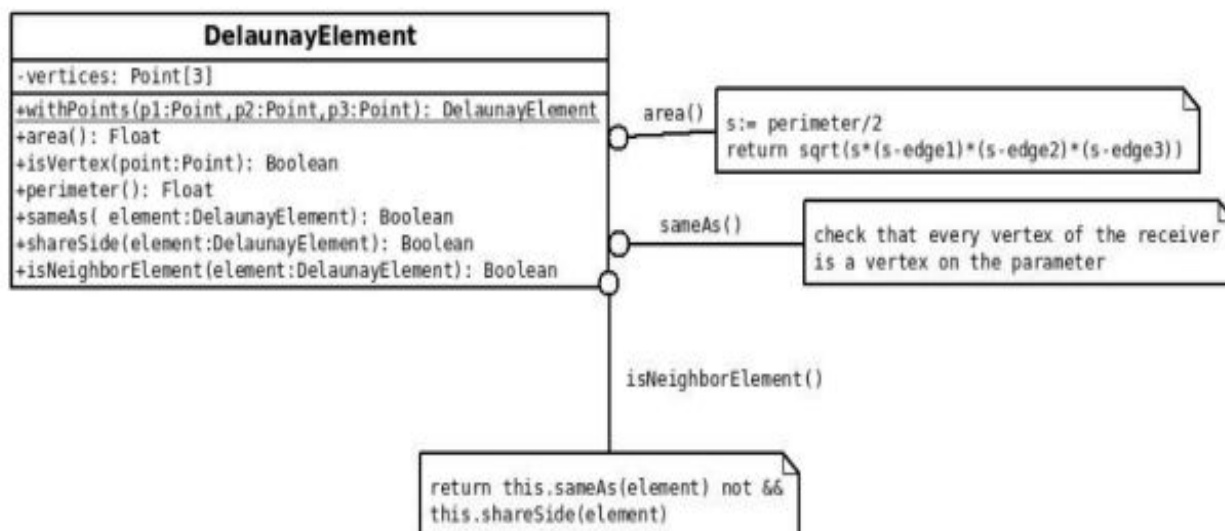 DelaunayElement
-vertices: Point[3]
+withPoints(p1:Point,p2:Point,p3:Point): DelaunayElement
+area(): Float
+isVertex(point:Point): Boolean
+perimeter(): Float
+sameAs( element:DelaunayElement): Boolean
+shareSide(element:DelaunayElement): Boolean
+isNeighborElement(element:DelaunayElement): Boolean
area()
s:= perimeter/2
return sqrt(s*(s-edge1)*(s-edge2)*(s-edge3))
sameAs()
check that every vertex of the receiver
is a vertex on the parameter
isNeighborElement()
return this.sameAs(element) not &&
this.shareSide(element)